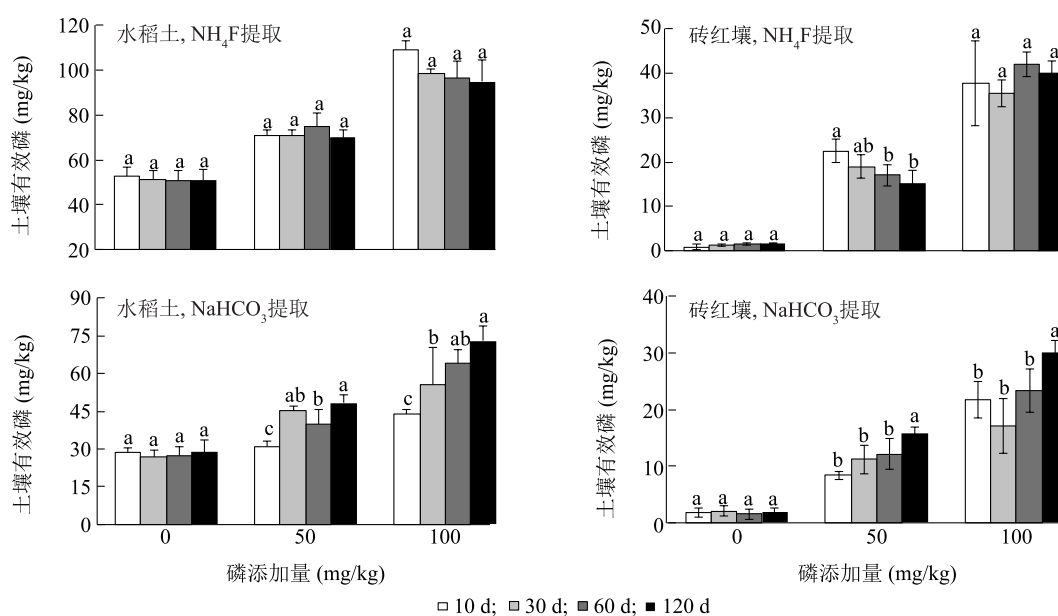 水稻土, NH4F提取
土壤有效磷 (mg/kg)
120
100
80
60
40
20
a a a a
a a a a
a a a a
砖红壤, NH4F提取
土壤有效磷 (mg/kg)
50
40
30
20
10
0
a a a a
a ab b b
a a a a
水稻土, NaHCO3提取
土壤有效磷 (mg/kg)
90
75
60
45
30
15
0
a a a a
c ab b a
c b ab a
0 50 100
磷添加量 (mg/kg)
砖红壤, NaHCO3提取
土壤有效磷 (mg/kg)
40
30
20
10
0
a a a a
b b b a
b b b a
0 50 100
磷添加量 (mg/kg)
10 d; 30 d; 60 d; 120 d